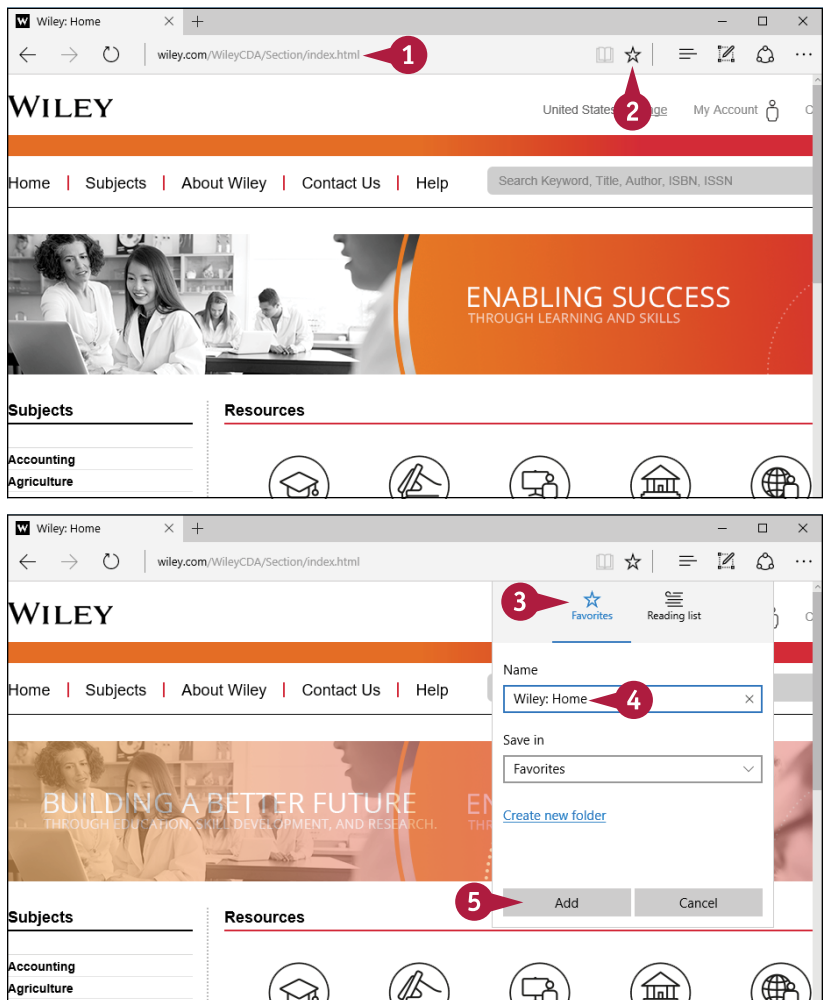 W Wiley: Home
wiley.com/WileyCDA/Section/index.html
1
2
WILEY
United States
My Account
Home | Subjects | About Wiley | Contact Us | Help
Search Keyword, Title, Author, ISBN, ISSN
ENABLING SUCCESS
THROUGH LEARNING AND SKILLS
Subjects
Resources
Accounting
Agriculture
W Wiley: Home
wiley.com/WileyCDA/Section/index.html
WILEY
3
Favorites
Reading list
Home | Subjects | About Wiley | Contact Us | Help
Name
Wiley: Home
4
Save in
Favorites
BUILDING A BETTER FUTURE
THROUGH EDUCATION, SKILL DEVELOPMENT, AND RESEARCH.
Create new folder
5
Add
Cancel
Subjects
Resources
Accounting
Agriculture